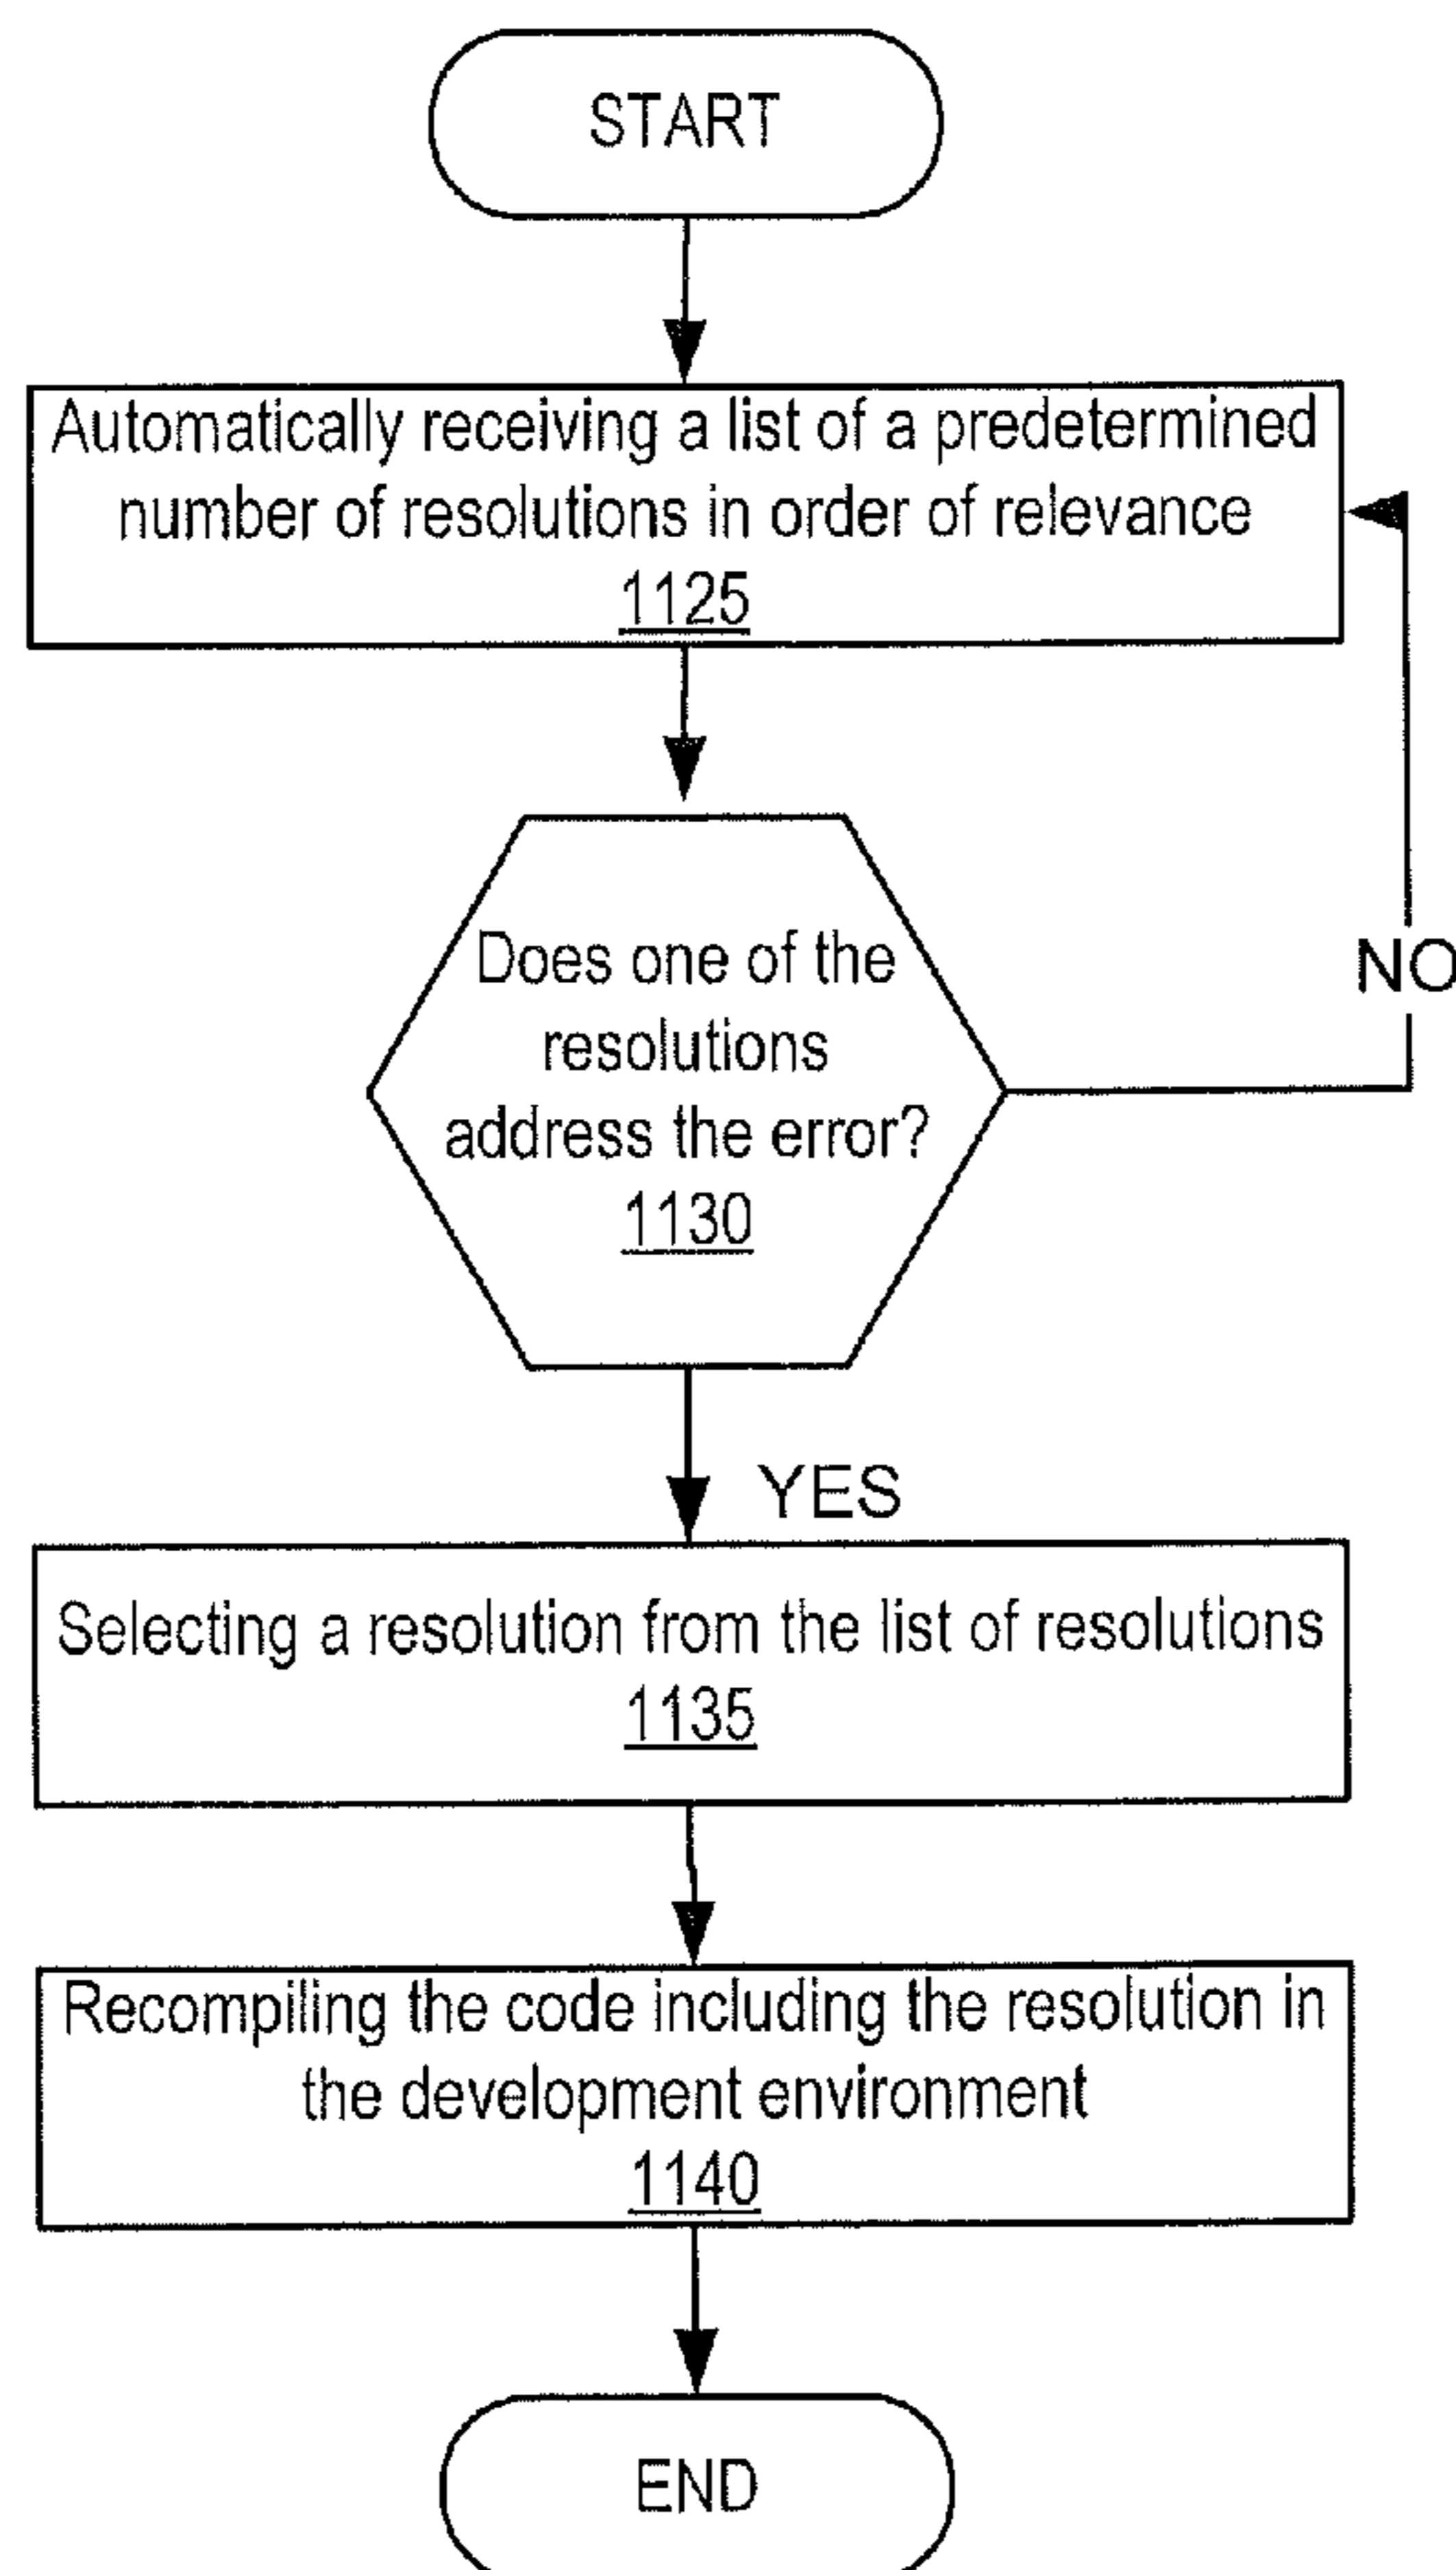 START
Automatically receiving a list of a predetermined
number of resolutions in order of relevance
1125
Does one of the
resolutions
address the error?
1130
NO
YES
Selecting a resolution from the list of resolutions
1135
Recompiling the code including the resolution in
the development environment
1140
END